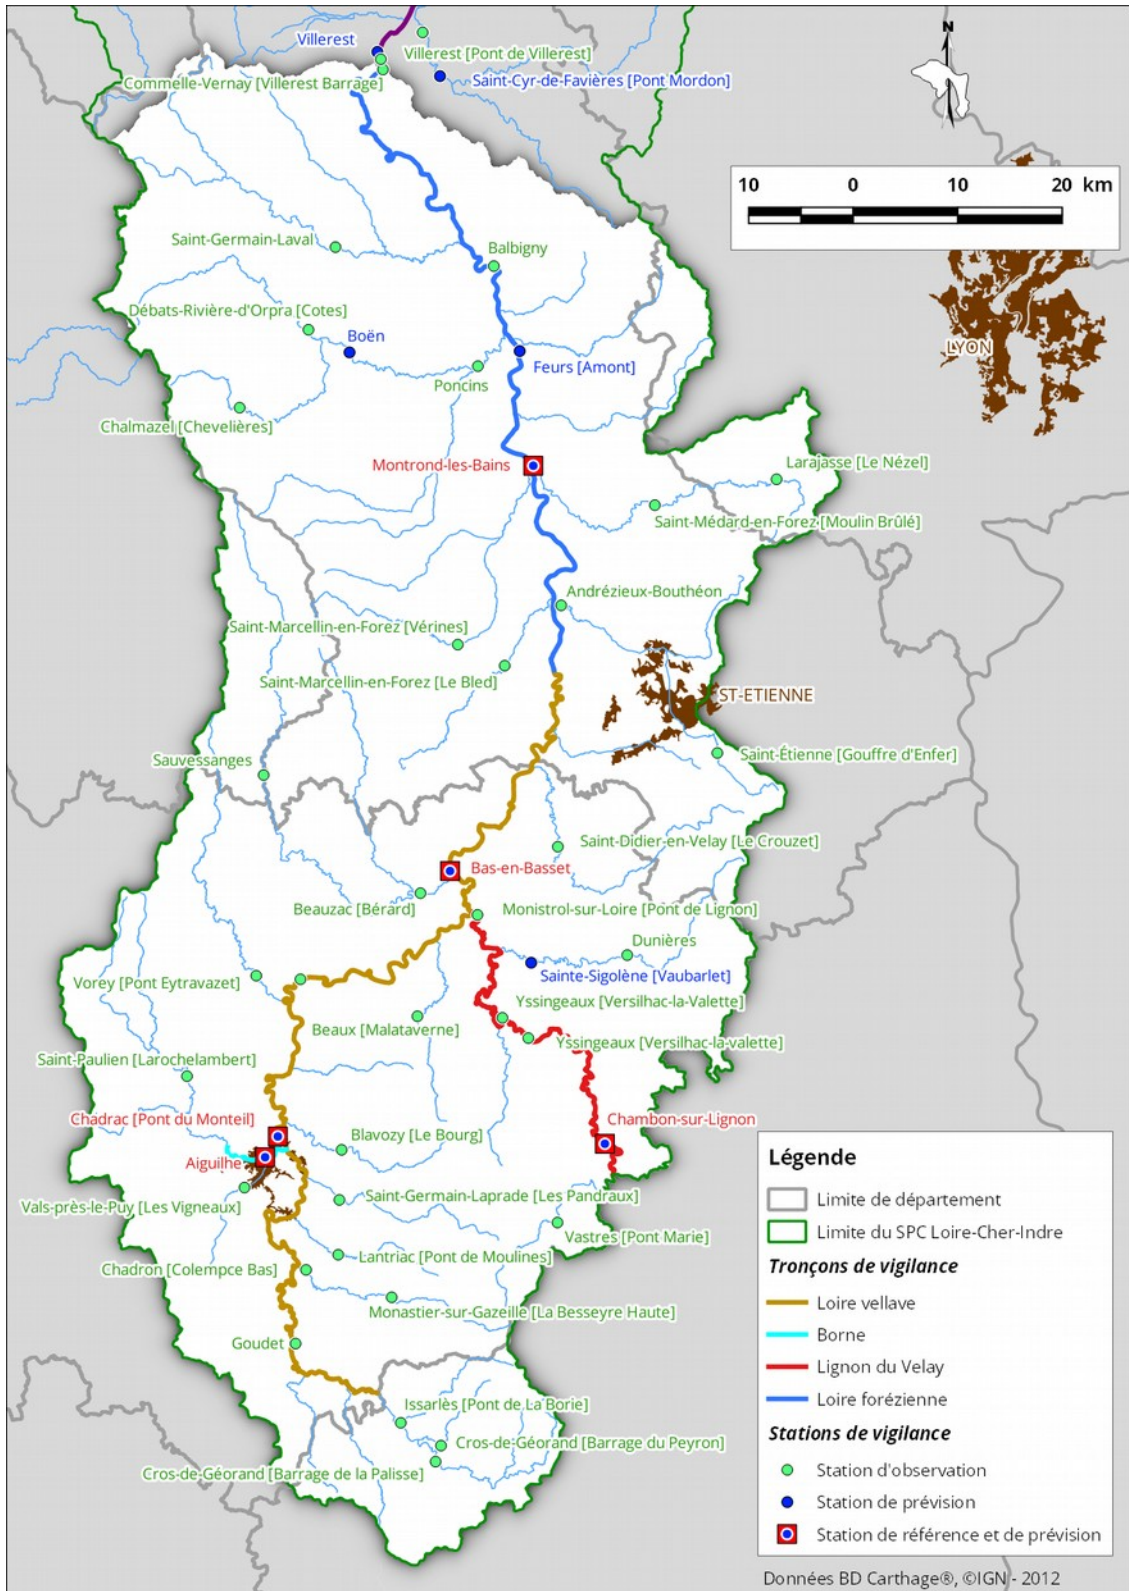 N
Villerest
Villerest [Pont de Villerest]
Commelle-Vernay [Villerest Barrage]
Saint-Cyr-de-Favières [Pont Mordon]
10 0 10 20 km
Saint-Germain-Laval
Balbigny
Débats-Rivière-d'Orpra [Cotes]
Boën
LYON
Feurs [Amont]
Poncins
Chalmazel [Chevelières]
Montrond-les-Bains
Larajasse [Le Nézel]
Saint-Médard-en-Forez [Moulin Brûlé]
Andrézieux-Bouthéon
Saint-Marcellin-en-Forez [Vérines]
Saint-Marcellin-en-Forez [Le Bled]
ST-ETIENNE
Sauvessanges
Saint-Étienne [Gouffre d'Enfer]
Saint-Didier-en-Velay [Le Crouzet]
Bas-en-Basset
Beauzac [Bérard]
Monistrol-sur-Loire [Pont de Lignon]
Dunières
Sainte-Sigolène [Vaubarlet]
Vorey [Pont Eytravazet]
Yssingeaux [Versilhac-la-Valette]
Beaux [Malataverne]
Yssingeaux [Versilhac-la-valette]
Saint-Paulien [Larochelambert]
Chadrac [Pont du Monteil]
Chambon-sur-Lignon
Blavozy [Le Bourg]
Aiguilhe
Vals-près-le-Puy [Les Vigneaux]
Saint-Germain-Laprade [Les Pandraux]
Vastres [Pont Marie]
Lantriac [Pont de Moulines]
Chadron [Colempce Bas]
Monastier-sur-Gazeille [La Besseyre Haute]
Goudet
Issarlès [Pont de La Borie]
Cros-de-Géorand [Barrage du Peyron]
Cros-de-Géorand [Barrage de la Palisse]
Légende
Limite de département
Limite du SPC Loire-Cher-Indre
Tronçons de vigilance
Loire vellave
Borne
Lignon du Velay
Loire forézienne
Stations de vigilance
Station d'observation
Station de prévision
Station de référence et de prévision
Données BD Carthage®, ©IGN - 2012